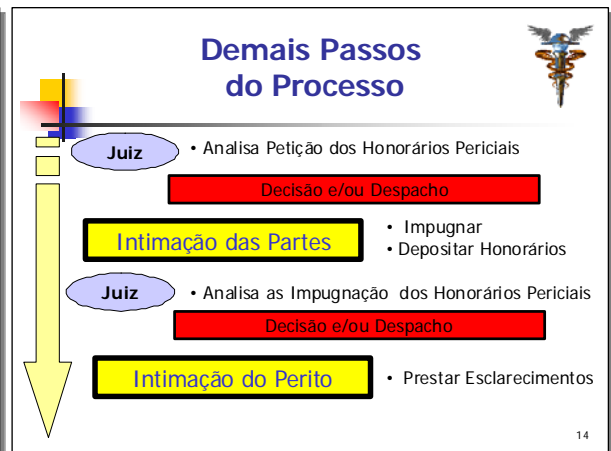 Demais Passos
do Processo
Juiz • Analisa Petição dos Honorários Periciais
Decisão e/ou Despacho
Intimação das Partes • Impugnar
• Depositar Honorários
Juiz • Analisa as Impugnação dos Honorários Periciais
Decisão e/ou Despacho
Intimação do Perito • Prestar Esclarecimentos
14